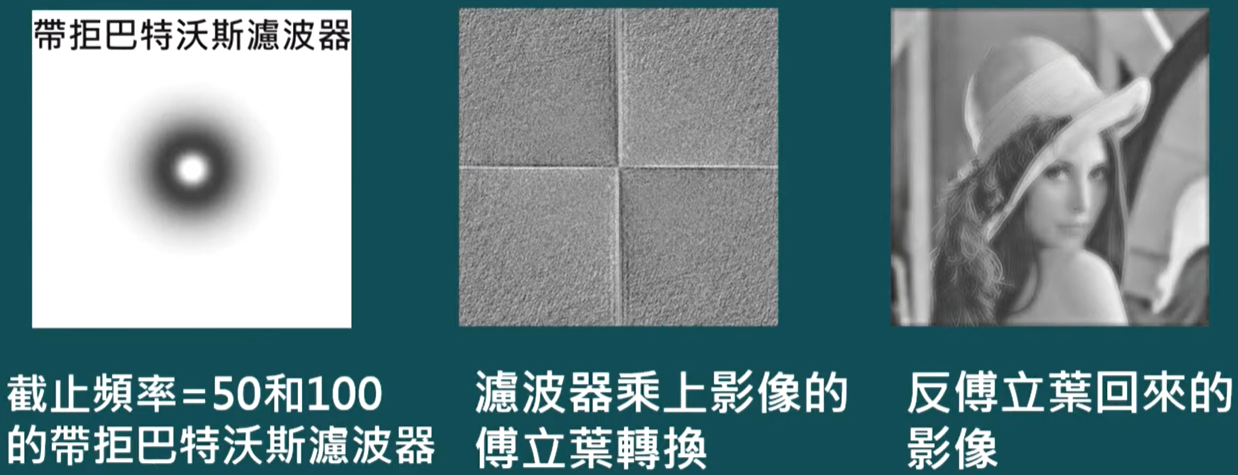 帶拒巴特沃斯濾波器
截止頻率=50和100
的帶拒巴特沃斯濾波器
濾波器乘上影像的
傅立葉轉換
反傅立葉回來的
影像